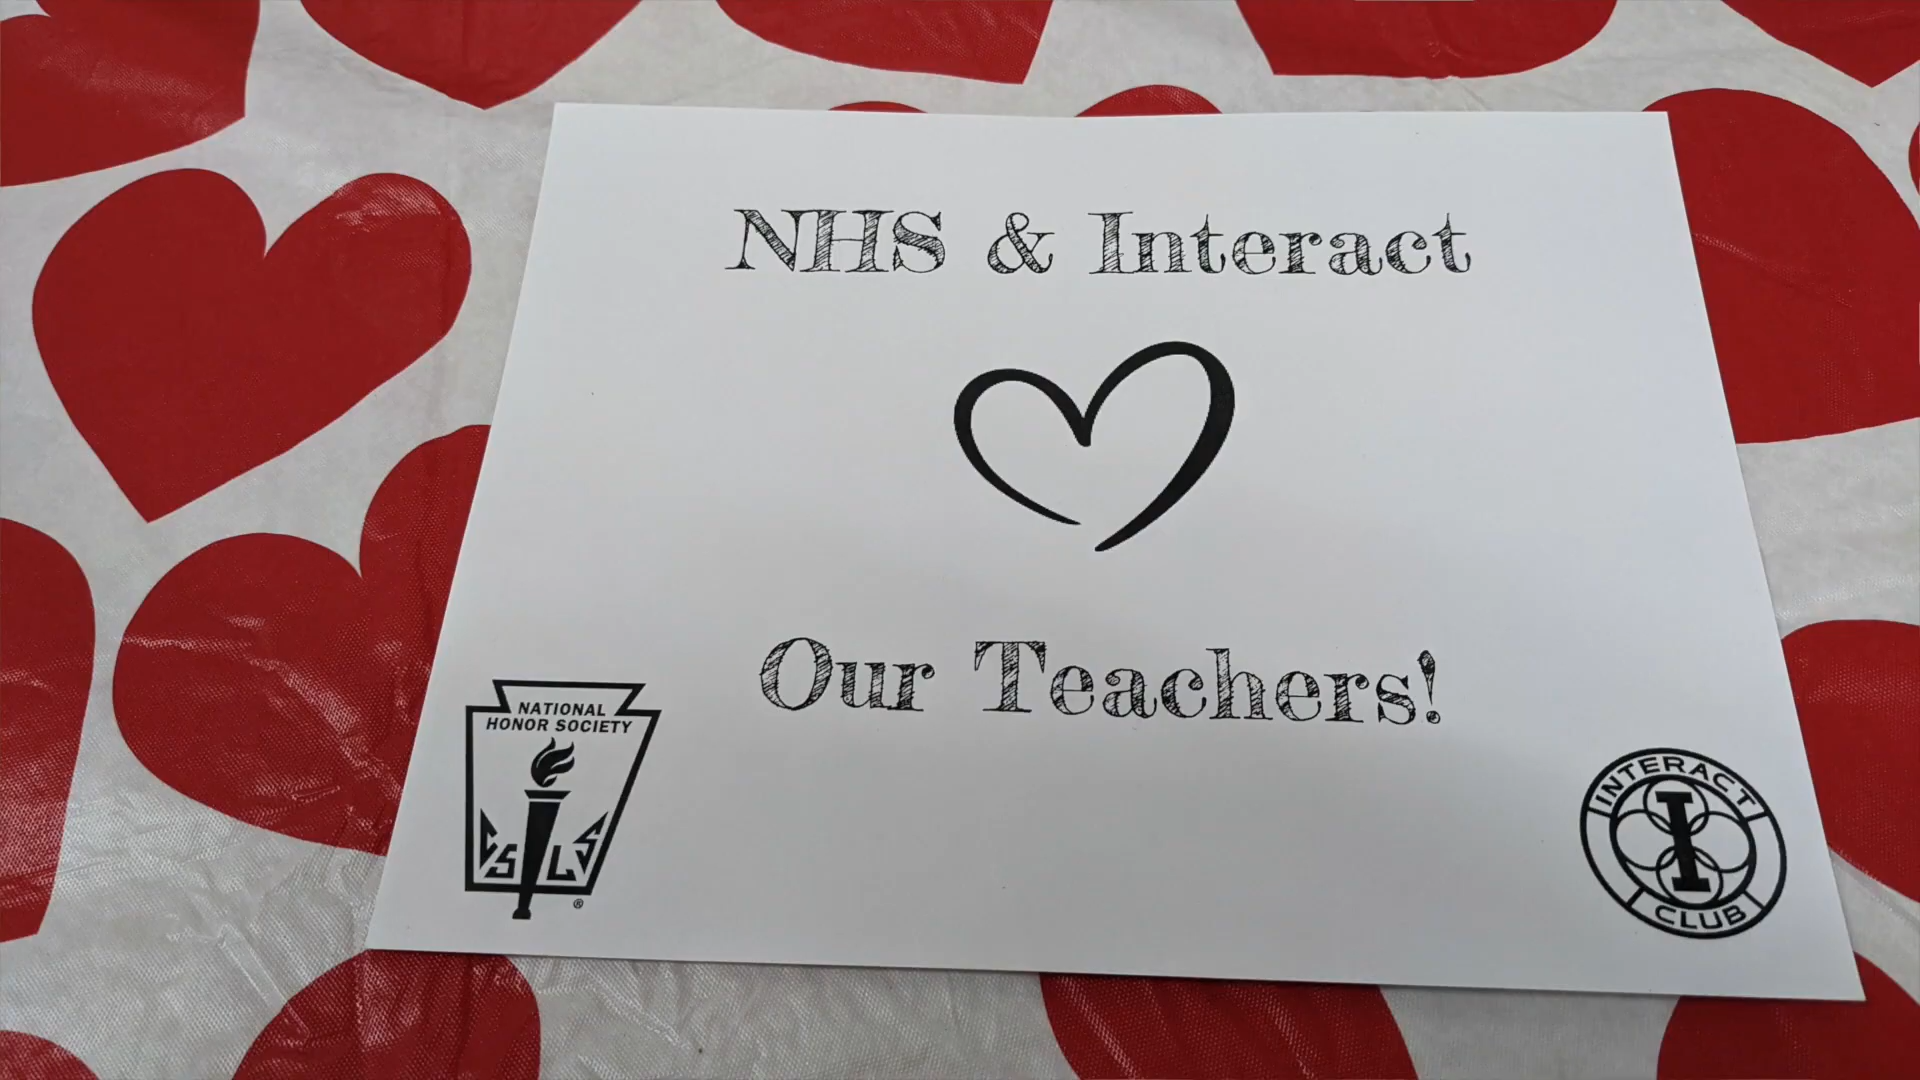 NHS & Interact
Our Teachers!
NATIONAL
HONOR SOCIETY
C S L S
®
INTERACT
I
CLUB